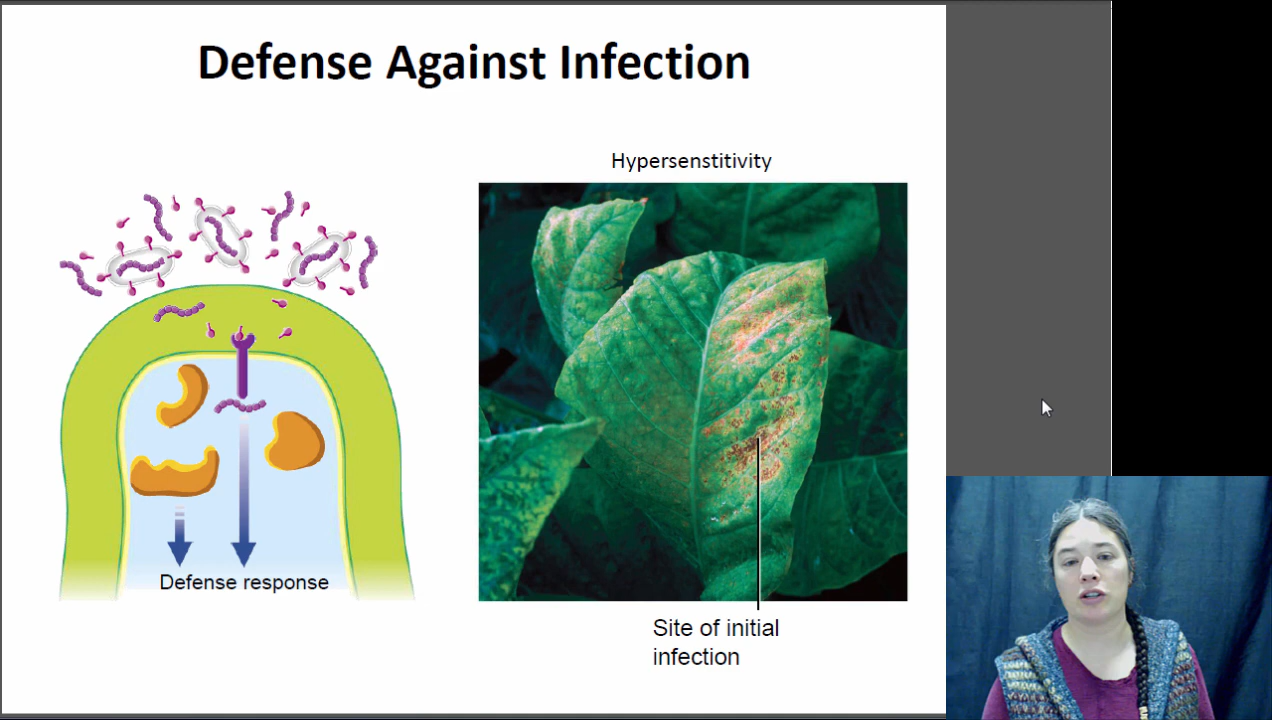 Defense Against Infection
Hypersenstitivity
Defense response
Site of initial
infection